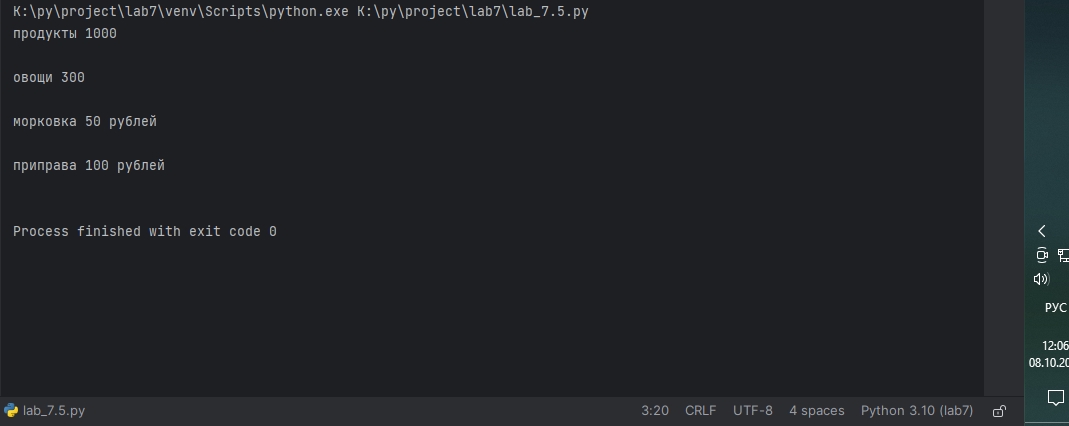 K:\py\project\lab7\venv\Scripts\python.exe K:\py\project\lab7\lab_7.5.py
продукты 1000
овощи 300
морковка 50 рублей
приправа 100 рублей
Process finished with exit code 0
РУС
12:06
08.10.20
lab_7.5.py 3:20 CRLF UTF-8 4 spaces Python 3.10 (lab7)